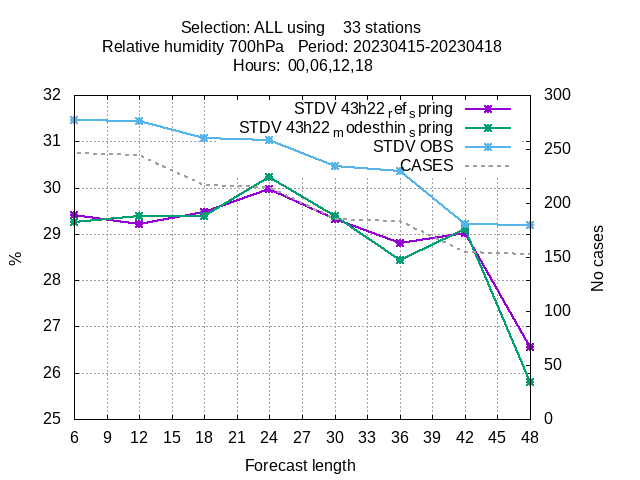 Selection: ALL using 33 stations
Relative humidity 700hPa Period: 20230415-20230418
Hours: 00,06,12,18
STDV 43h22_ref_spring
STDV 43h22_modesthin_spring
STDV OBS
CASES
32
31
30
29
28
27
26
25
%
300
250
200
150
100
50
0
No cases
6 9 12 15 18 21 24 27 30 33 36 39 42 45 48
Forecast length